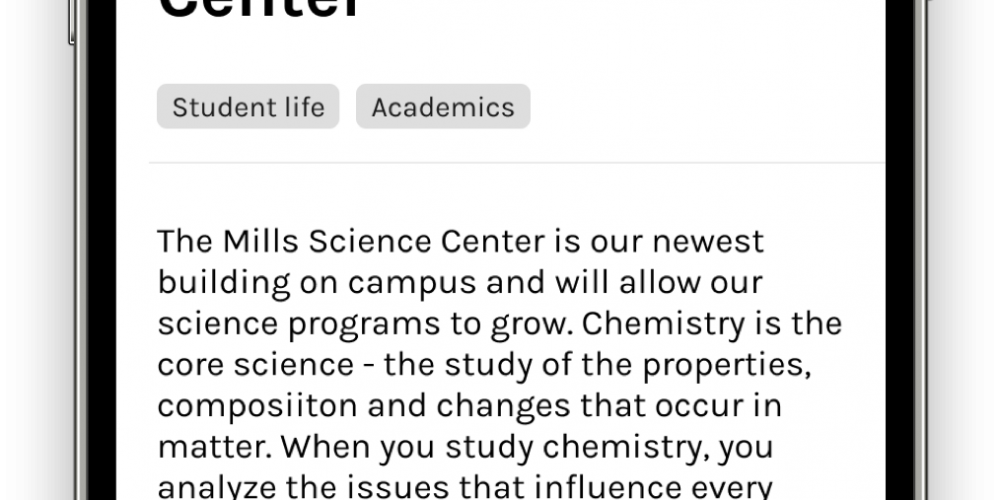 Center
Student life
Academics
The Mills Science Center is our newest
building on campus and will allow our
science programs to grow. Chemistry is the
core science - the study of the properties,
composiiton and changes that occur in
matter. When you study chemistry, you
analyze the issues that influence every